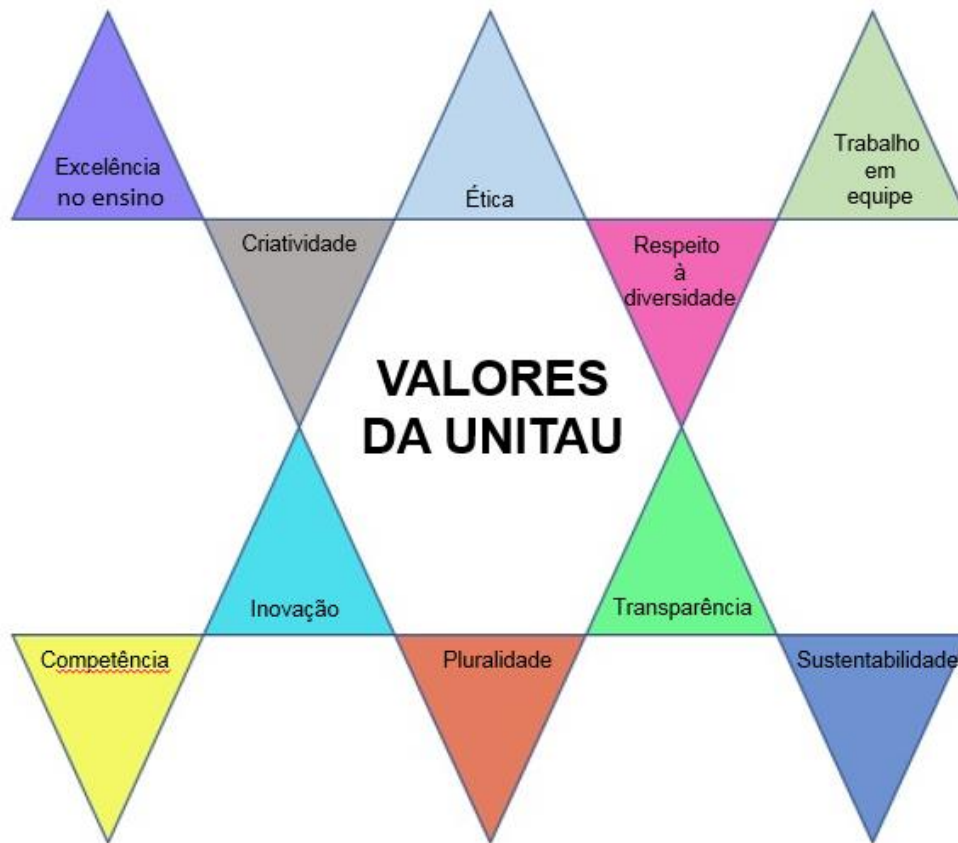 Excelência
no ensino
Ética
Trabalho
em
equipe
Criatividade
Respeito
à
diversidade
VALORES
DA UNITAU
Inovação
Transparência
Competência
Pluralidade
Sustentabilidade